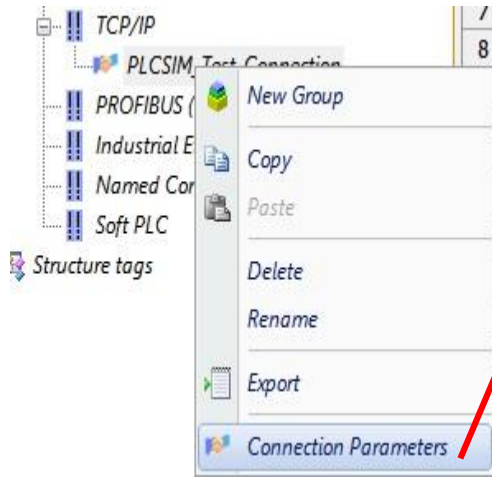 TCP/IP
7
8
PLCSIM_Test_Connection
PROFIBUS (
New Group
Industrial E
Copy
Named Cor
Paste
Soft PLC
Structure tags
Delete
Rename
Export
Connection Parameters